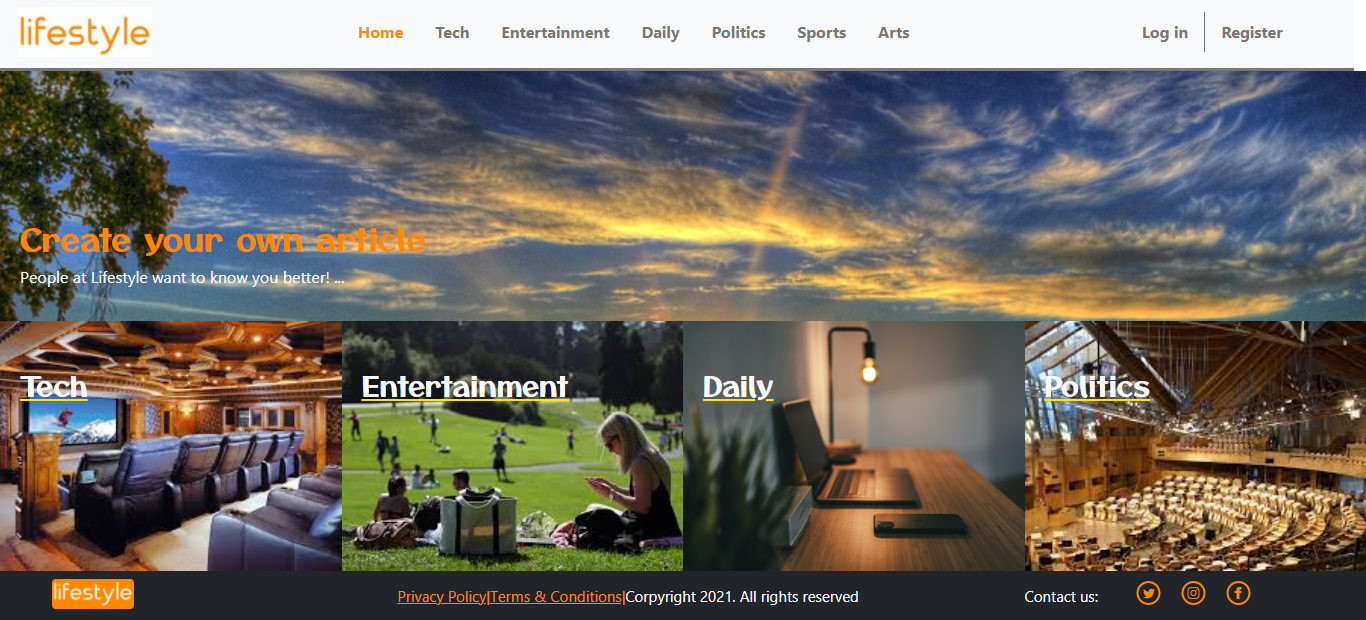 lifestyle
Home Tech Entertainment Daily Politics Sports Arts
Log in Register
Create your own article
People at Lifestyle want to know you better! ...
Tech
Entertainment
Daily
Politics
lifestyle
Privacy Policy|Terms & Conditions|Corpyright 2021. All rights reserved
Contact us: